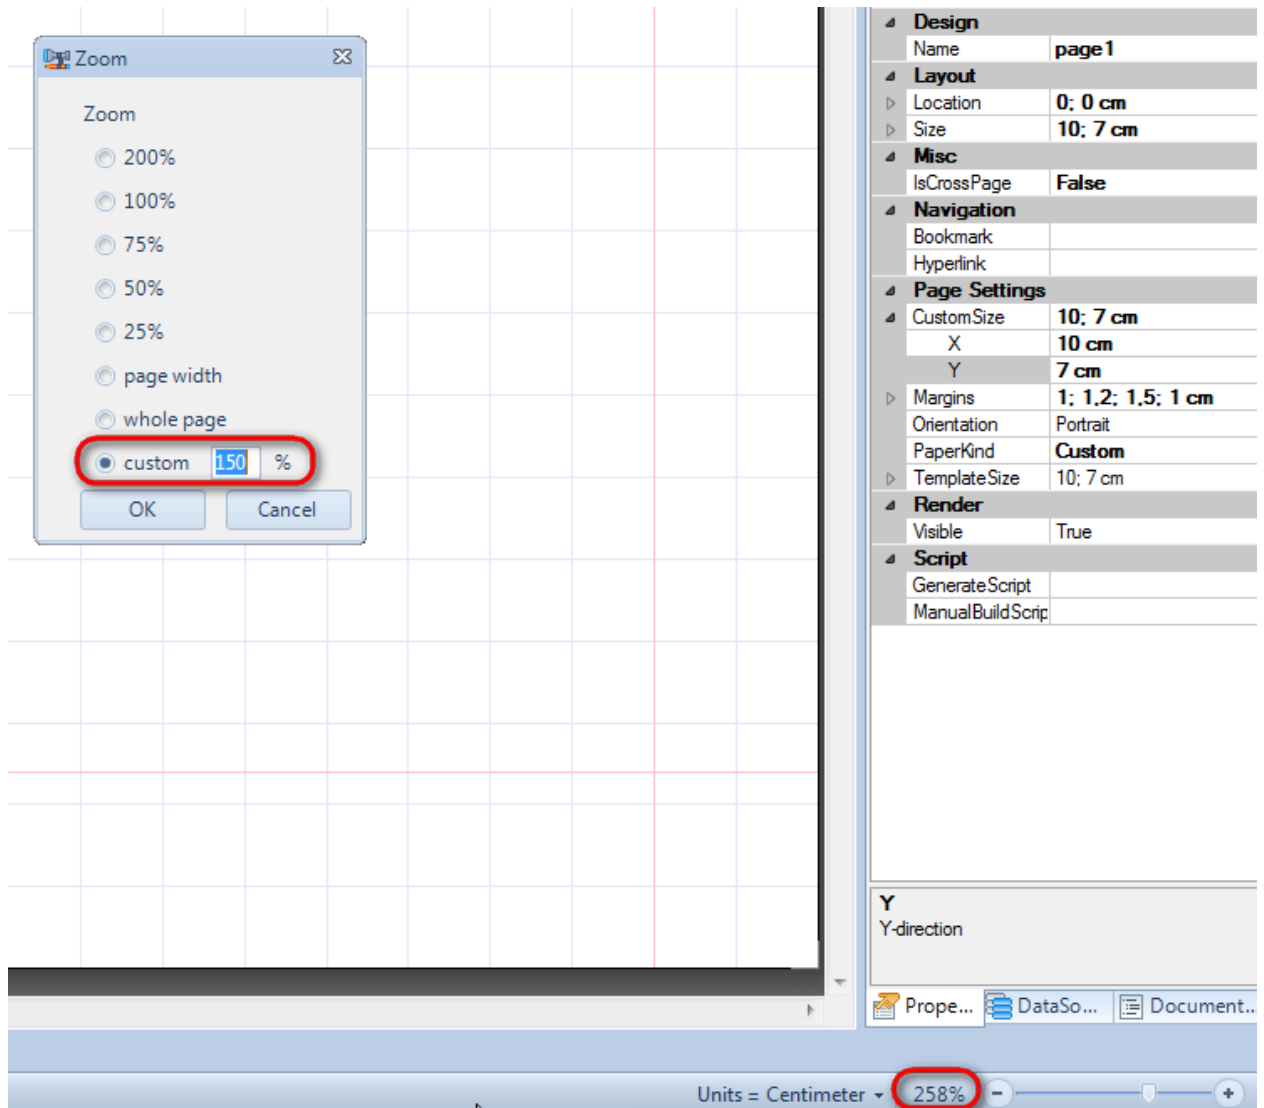 Zoom
Zoom
200%
100%
75%
50%
25%
page width
whole page
custom 150 %
OK Cancel
Design
Name page1
Layout
Location 0; 0 cm
Size 10; 7 cm
Misc
IsCrossPage False
Navigation
Bookmark
Hyperlink
Page Settings
CustomSize 10; 7 cm
X 10 cm
Y 7 cm
Margins 1; 1,2; 1,5; 1 cm
Orientation Portrait
PaperKind Custom
TemplateSize 10; 7 cm
Render
Visible True
Script
GenerateScript
ManualBuildScrip
Y
Y-direction
Prope... DataSo... Document...
Units = Centimeter 258%